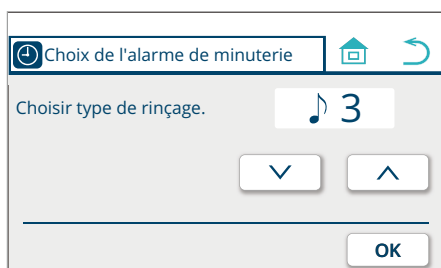 Choix de l'alarme de minuterie
Choisir type de rinçage.
♪ 3
OK